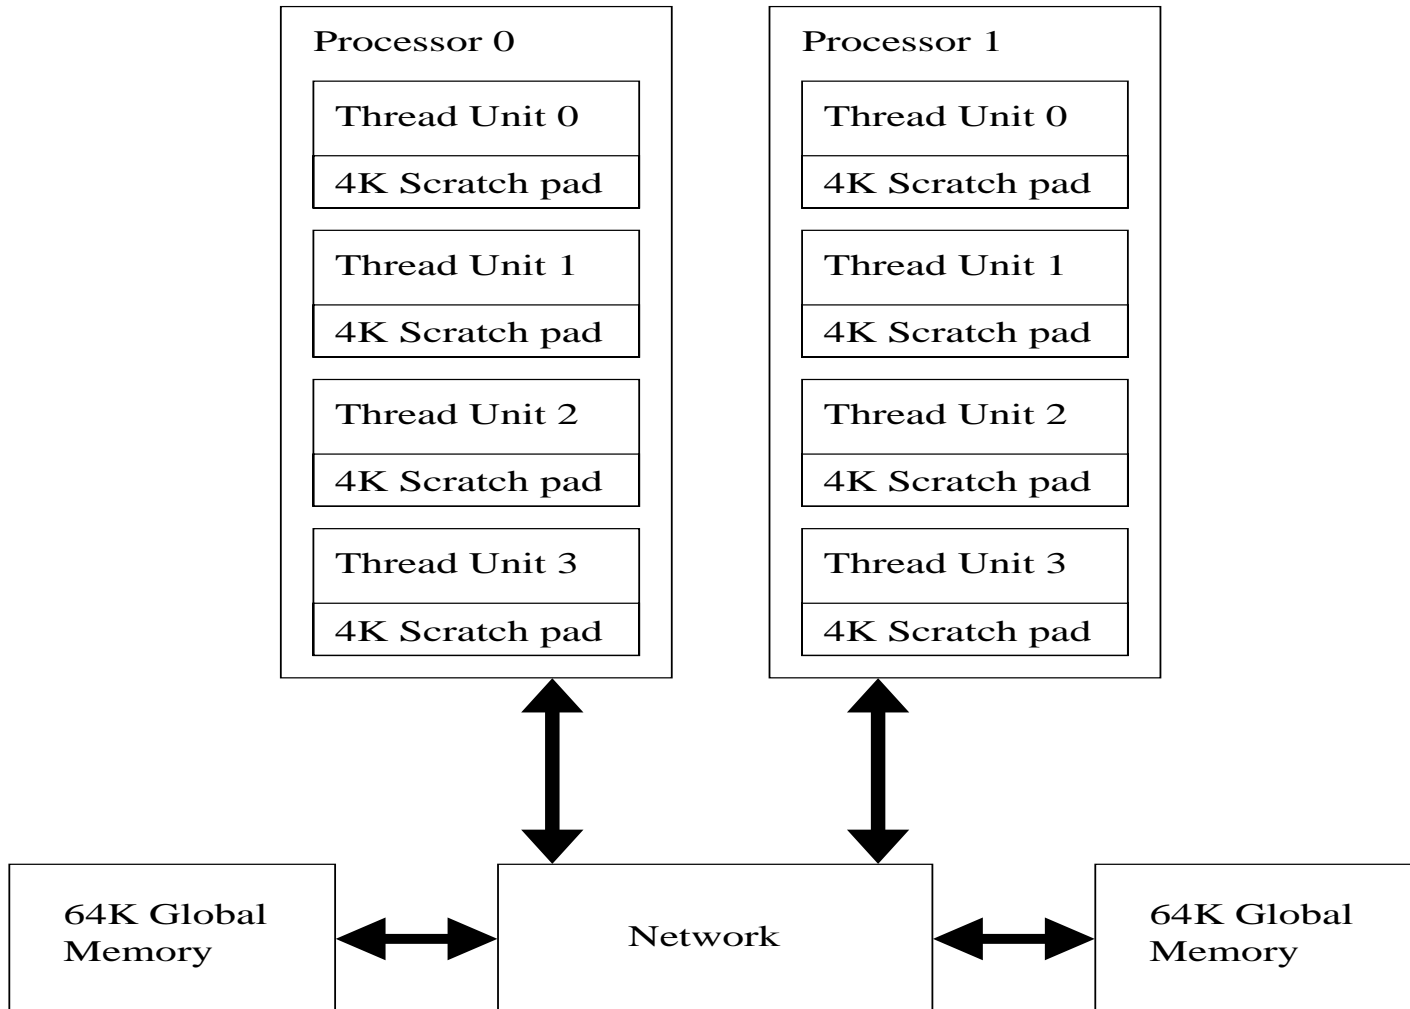 Processor 0
Thread Unit 0
4K Scratch pad
Thread Unit 1
4K Scratch pad
Thread Unit 2
4K Scratch pad
Thread Unit 3
4K Scratch pad
Processor 1
Thread Unit 0
4K Scratch pad
Thread Unit 1
4K Scratch pad
Thread Unit 2
4K Scratch pad
Thread Unit 3
4K Scratch pad
64K Global
Memory
Network
64K Global
Memory